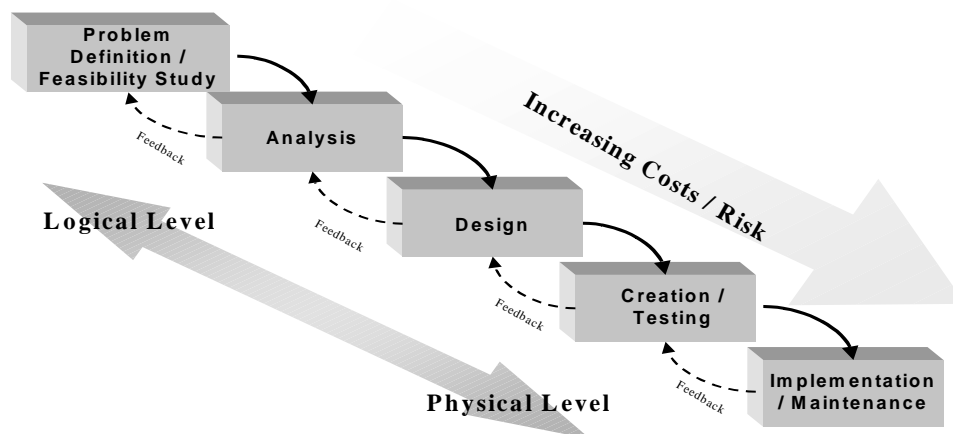 Problem
Definition /
Feasibility Study
Feedback
Analysis
Increasing Costs / Risk
Logical Level
Feedback
Design
Feedback
Creation /
Testing
Physical Level
Feedback
Implementation
/ Maintenance